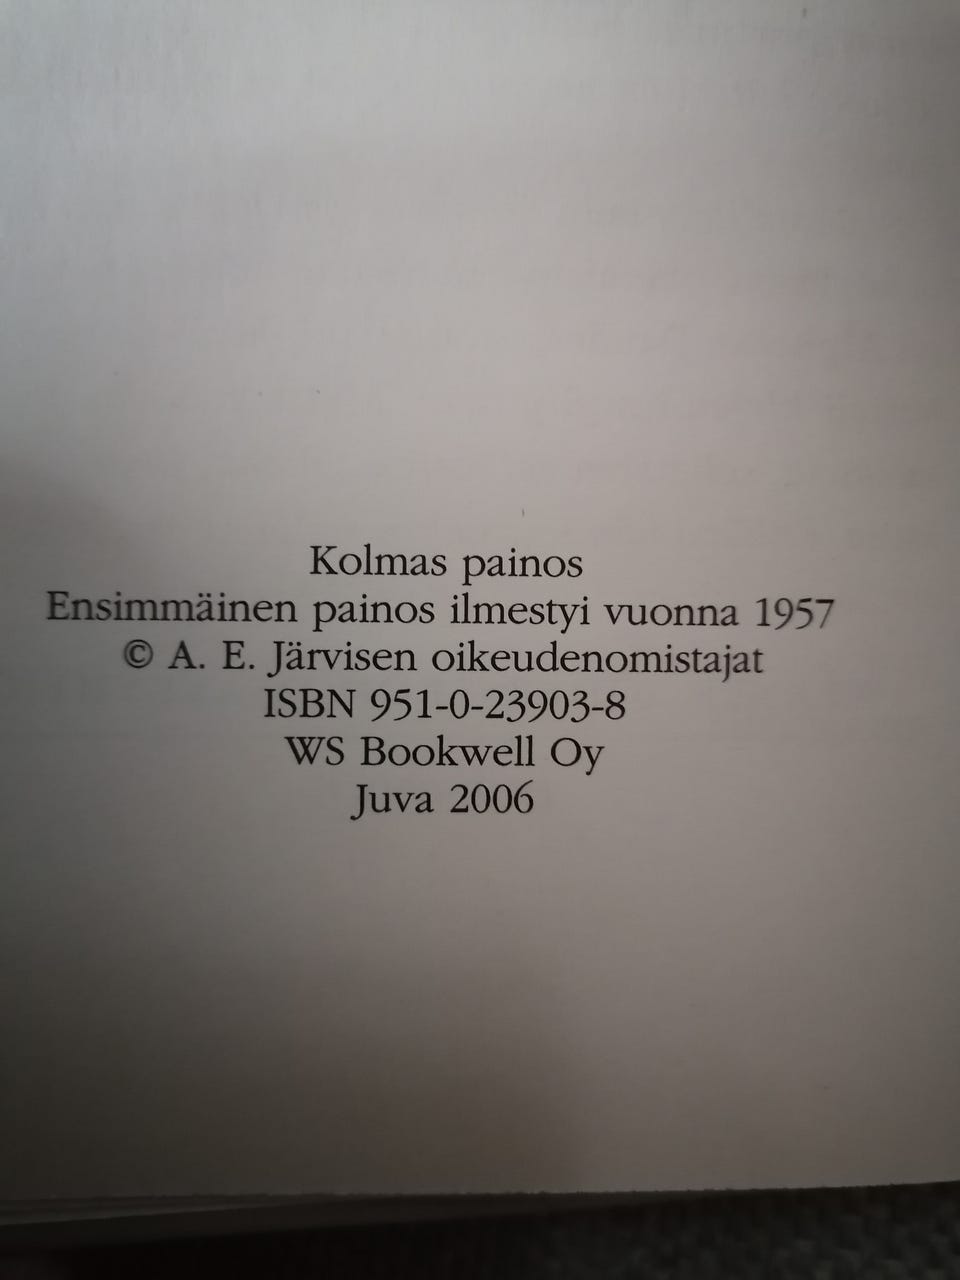 Kolmas painos
Ensimmäinen painos ilmestyi vuonna 1957
© A. E. Järvisen oikeudenomistajat
ISBN 951-0-23903-8
WS Bookwell Oy
Juva 2006